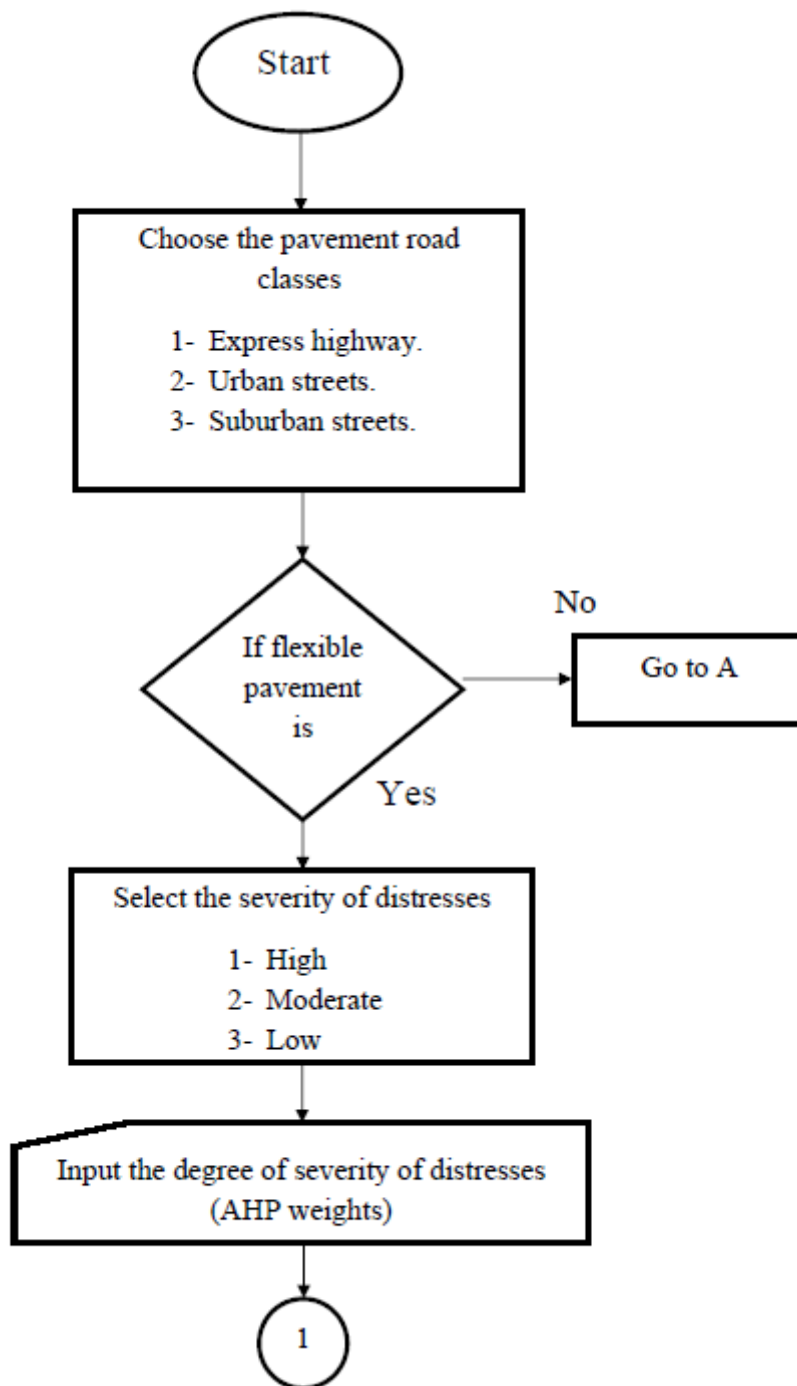 Start
Choose the pavement road
classes
1- Express highway.
2- Urban streets.
3- Suburban streets.
If flexible
pavement
is
No
Go to A
Yes
Select the severity of distresses
1- High
2- Moderate
3- Low
Input the degree of severity of distresses
(AHP weights)
1